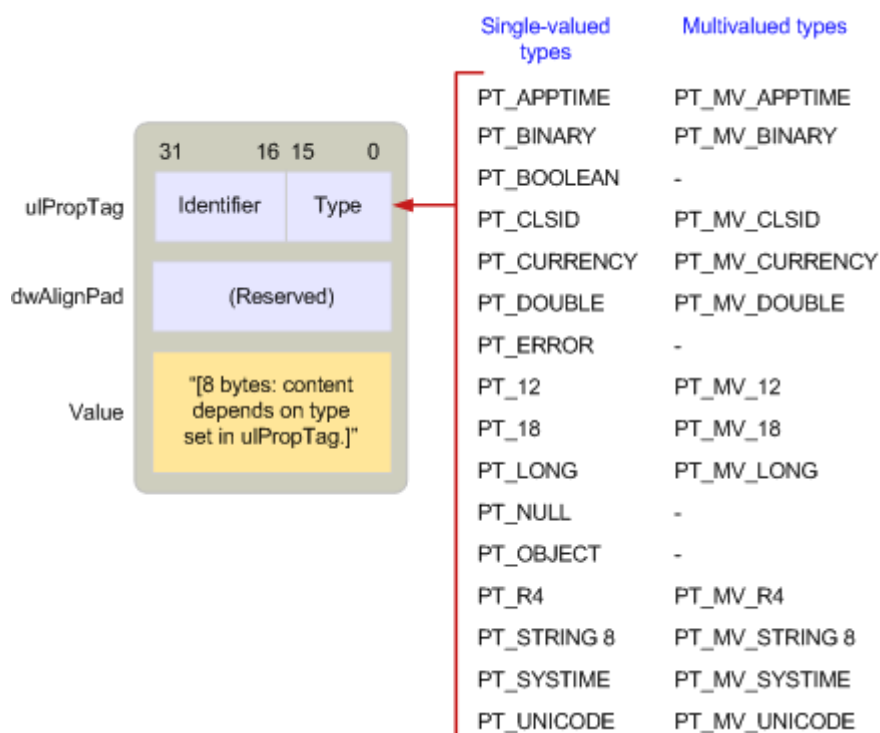 Single-valued types
Multivalued types
31 16 15 0
ulPropTag
Identifier
Type
dwAlignPad
(Reserved)
Value
"[8 bytes: content
depends on type
set in ulPropTag.]"
PT_APPTIME PT_MV_APPTIME
PT_BINARY PT_MV_BINARY
PT_BOOLEAN -
PT_CLSID PT_MV_CLSID
PT_CURRENCY PT_MV_CURRENCY
PT_DOUBLE PT_MV_DOUBLE
PT_ERROR -
PT_12 PT_MV_12
PT_18 PT_MV_18
PT_LONG PT_MV_LONG
PT_NULL -
PT_OBJECT -
PT_R4 PT_MV_R4
PT_STRING 8 PT_MV_STRING 8
PT_SYSTIME PT_MV_SYSTIME
PT_UNICODE PT_MV_UNICODE